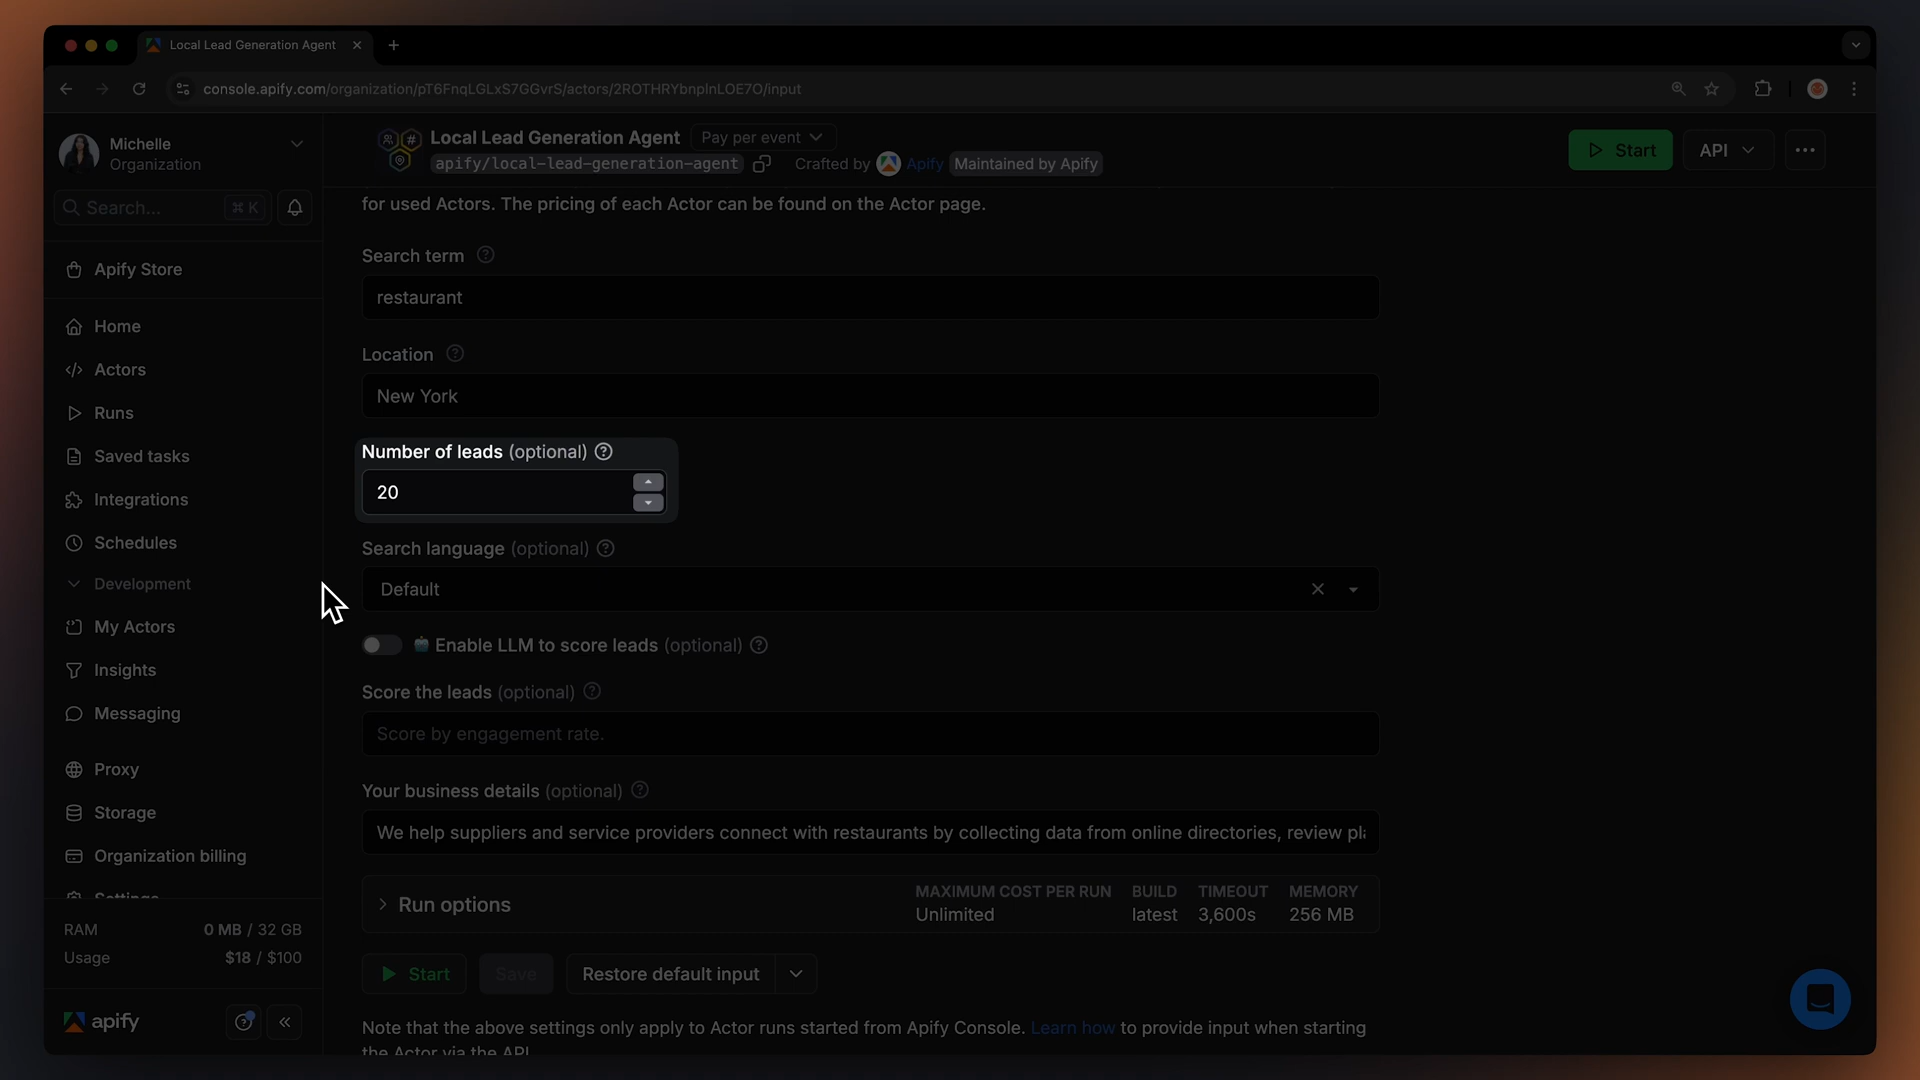 Local Lead Generation Agent
console.apify.com/organization/pT6FnqLGLxS7GGvrS/actors/2ROTHRYbnplnLOE7O/input
Michelle
Organization
Search...
⌘ K
Apify Store
Home
Actors
Runs
Saved tasks
Integrations
Schedules
Development
My Actors
Insights
Messaging
Proxy
Storage
Organization billing
Settings
RAM 0 MB / 32 GB
Usage $18 / $100
apify
Local Lead Generation Agent Pay per event
apify/local-lead-generation-agent Crafted by Apify Maintained by Apify
Start API
for used Actors. The pricing of each Actor can be found on the Actor page.
Search term
restaurant
Location
New York
Number of leads (optional)
20
Search language (optional)
Default
Enable LLM to score leads (optional)
Score the leads (optional)
Score by engagement rate.
Your business details (optional)
We help suppliers and service providers connect with restaurants by collecting data from online directories, review pla
Run options
MAXIMUM COST PER RUN BUILD TIMEOUT MEMORY
Unlimited latest 3,600s 256 MB
Start Save Restore default input
Note that the above settings only apply to Actor runs started from Apify Console. Learn how to provide input when starting
the Actor via the API